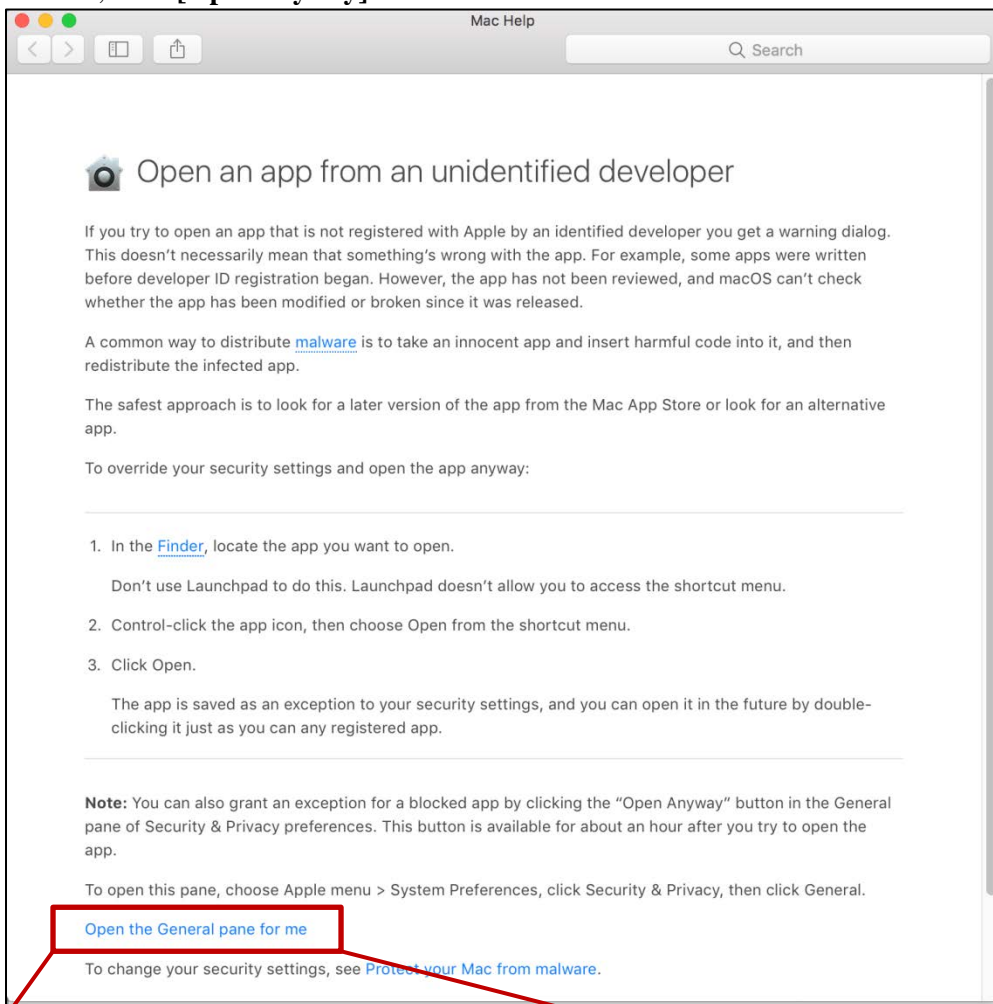 Mac Help
Search
Open an app from an unidentified developer
If you try to open an app that is not registered with Apple by an identified developer you get a warning dialog.
This doesn’t necessarily mean that something’s wrong with the app. For example, some apps were written
before developer ID registration began. However, the app has not been reviewed, and macOS can’t check
whether the app has been modified or broken since it was released.
A common way to distribute malware is to take an innocent app and insert harmful code into it, and then
redistribute the infected app.
The safest approach is to look for a later version of the app from the Mac App Store or look for an alternative
app.
To override your security settings and open the app anyway:
1. In the Finder, locate the app you want to open.
Don’t use Launchpad to do this. Launchpad doesn’t allow you to access the shortcut menu.
2. Control-click the app icon, then choose Open from the shortcut menu.
3. Click Open.
The app is saved as an exception to your security settings, and you can open it in the future by double-
clicking it just as you can any registered app.
Note: You can also grant an exception for a blocked app by clicking the “Open Anyway” button in the General
pane of Security & Privacy preferences. This button is available for about an hour after you try to open the
app.
To open this pane, choose Apple menu > System Preferences, click Security & Privacy, then click General.
Open the General pane for me
To change your security settings, see Protect your Mac from malware.